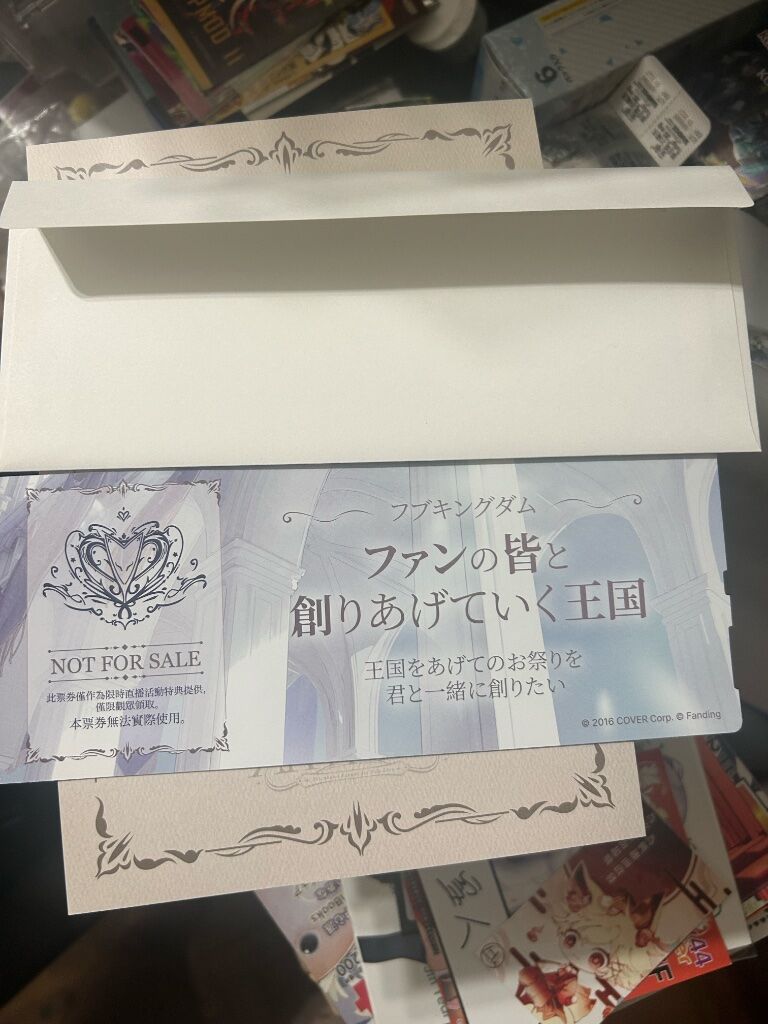 フブキングダム
ファンの皆と
創りあげていく王国
王国をあげてのお祭りを
君と一緒に創りたい
© 2016 COVER Corp. © Fanding
NOT FOR SALE
此票券僅作為限時直播活動特典提供,
僅限觀眾領取。
本票券無法實際使用。